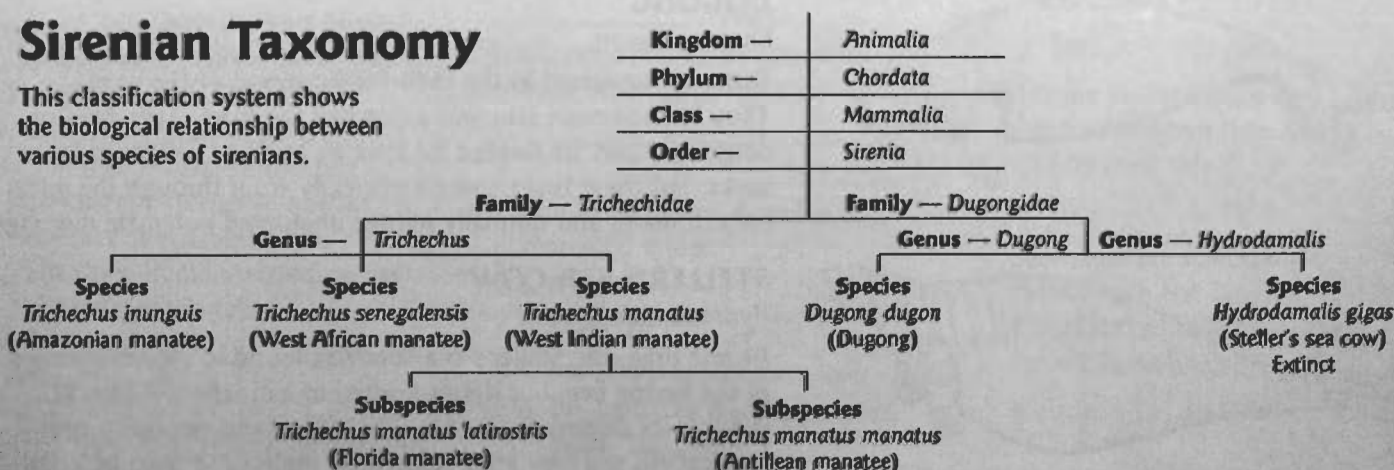 Sirenian Taxonomy
This classification system shows
the biological relationship between
various species of sirenians.
Kingdom — Animalia
Phylum — Chordata
Class — Mammalia
Order — Sirenia
Family — Trichechidae
Family — Dugongidae
Genus — Trichechus
Genus — Dugong
Genus — Hydrodamalis
Species
Trichechus inunguis
(Amazonian manatee)
Species
Trichechus senegalensis
(West African manatee)
Species
Trichechus manatus
(West Indian manatee)
Species
Dugong dugon
(Dugong)
Species
Hydrodamalis gigas
(Steller's sea cow)
Extinct
Subspecies
Trichechus manatus latirostris
(Florida manatee)
Subspecies
Trichechus manatus manatus
(Antillean manatee)